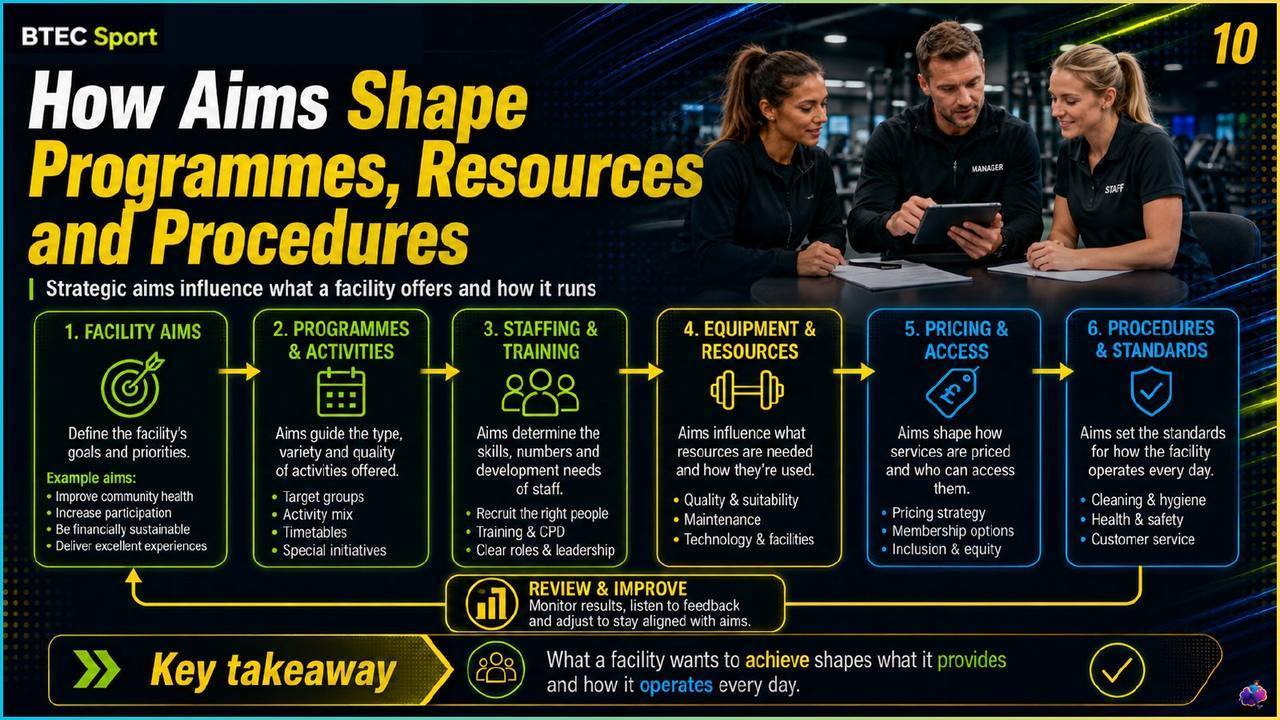 BTEC Sport
10
How Aims Shape
Programmes, Resources
and Procedures
Strategic aims influence what a facility offers and how it runs
MANAGER
STAFF
1. FACILITY AIMS
Define the facility's
goals and priorities.
Example aims:
• Improve community health
• Increase participation
• Be financially sustainable
• Deliver excellent experiences
2. PROGRAMMES
& ACTIVITIES
Aims guide the type,
variety and quality
of activities offered.
• Target groups
• Activity mix
• Timetables
• Special initiatives
3. STAFFING &
TRAINING
Aims determine the
skills, numbers and
development needs
of staff.
• Recruit the right people
• Training & CPD
• Clear roles & leadership
4. EQUIPMENT &
RESOURCES
Aims influence what
resources are needed
and how they're used.
• Quality & suitability
• Maintenance
• Technology & facilities
5. PRICING &
ACCESS
£
Aims shape how
services are priced
and who can access
them.
• Pricing strategy
• Membership options
• Inclusion & equity
6. PROCEDURES
& STANDARDS
Aims set the standards
for how the facility
operates every day.
• Cleaning & hygiene
• Health & safety
• Customer service
REVIEW & IMPROVE
Monitor results, listen to feedback
and adjust to stay aligned with aims.
Key takeaway
What a facility wants to achieve shapes what it provides
and how it operates every day.